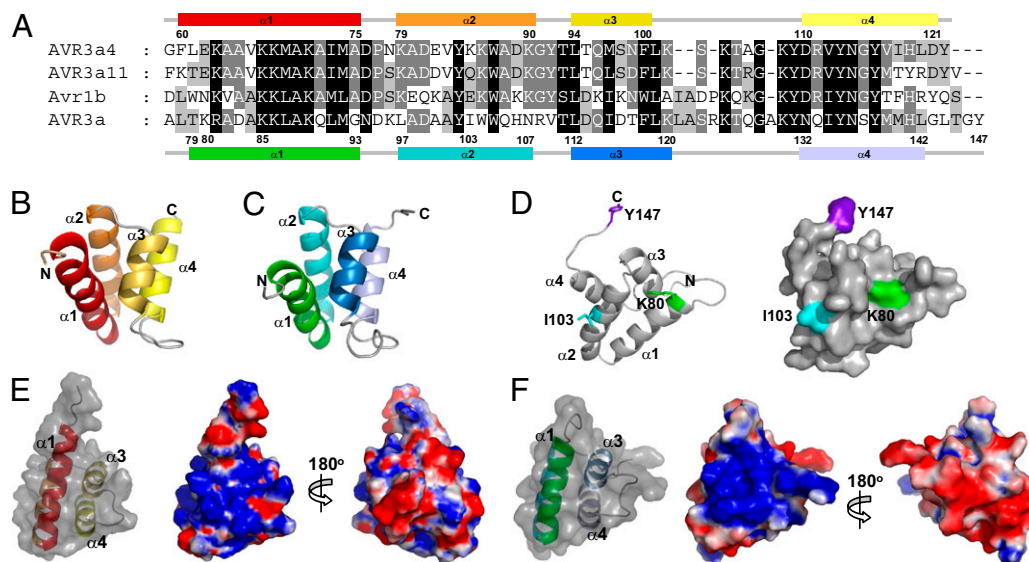 A
α1 α2 α3 α4
60 75 79 90 94 100 110 121
AVR3a4 : GFLEKAAVKKMAKAIMADPNKADEVYKKWADKGYTLTQMSNFLK--S-KTAG-KYDRVYNGYVIHLDY---
AVR3a11 : FKTEKAAVKKMAKAIMADPSKADDVYQKWADKGYTLTQLSDFLK--S-KTRG-KYDRVYNGYMTYRDYV--
Avr1b : DLWNKVAAKKLAKAMLADPSKEQKAYEKWAKKGYSLDKIKNWLAIADPKQKG-KYDRIYNGYTFHRYQS--
AVR3a : ALTKRADAKKLAKQLMGNDKLADAAYIWWQHNRVTLDQIDTFLKLASRKTQGAKYNQIYNSYMMHLGLTGY
79 80 85 93 97 103 107 112 120 132 142 147
α1 α2 α3 α4
B
α2 C
α3
N α4
α1
C
α2 C
α3
N α4
α1
D
C Y147
α3
α4 N
K80
I103
α2 α1
Y147
I103 K80
E
α1
α3
α4
180°
F
α1 α3
α4
180°